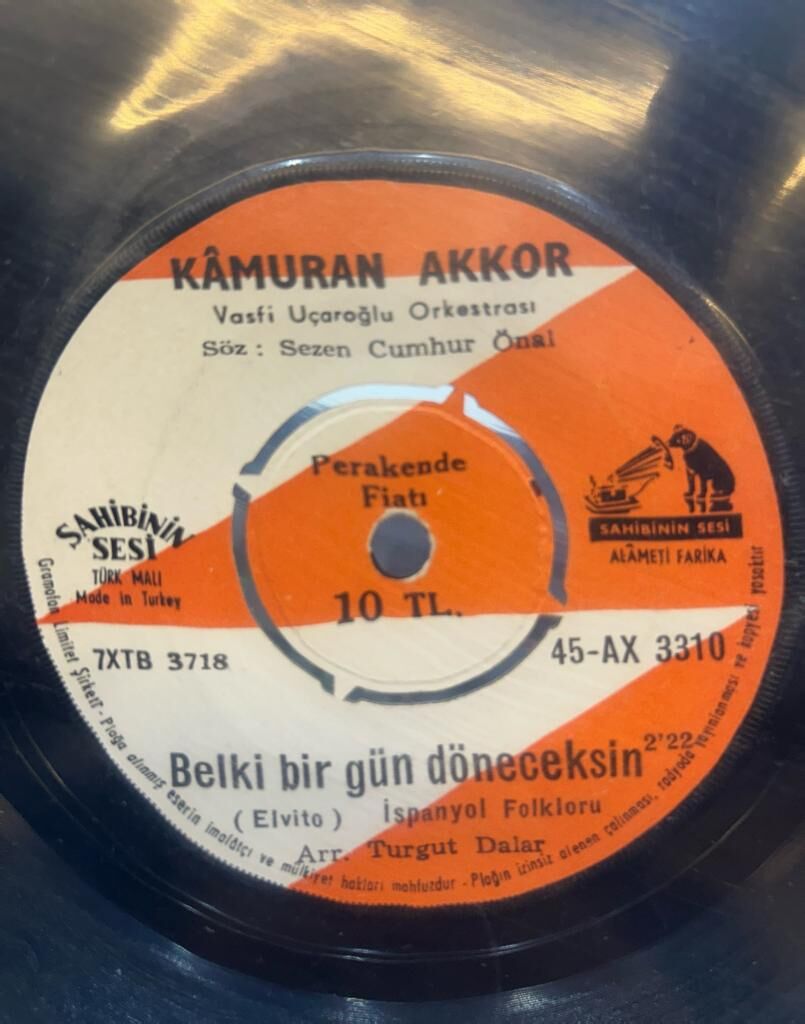 KÂMURAN AKKOR
Vasfi Uçaroğlu Orkestrası
Söz : Sezen Cumhur Önal
Perakende
Fiatı
10 TL.
SAHİBİNİN
SESİ
TÜRK MALI
Made in Turkey
7XTB 3718
SAHİBİNİN SESİ
ALÂMETİ FARİKA
45-AX 3310
Belki bir gün döneceksin 2'22
( Elvito ) İspanyol Folkloru
Arr. Turgut Dalar
Gramofon Limitet Şirketi - Plağa alınmış eserin imalâtçı ve mülkiyet hakları mahfuzdur - Plağın izinsiz alenen çalınması, radyoda yayınlanması ve kopyesi yasaktır